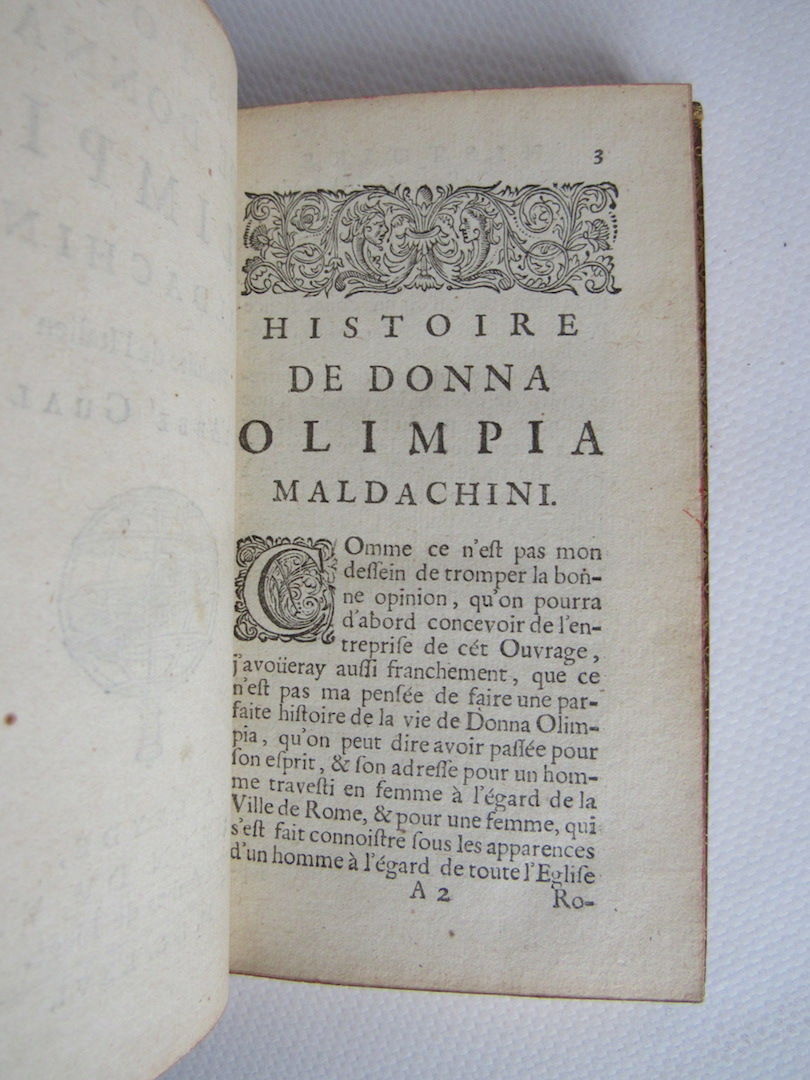 3
HISTOIRE
DE DONNA
OLIMPIA
MALDACHINI.
COmme ce n'eſt pas mon
deſſein de tromper la bon-
ne opinion, qu'on pourra
d'abord concevoir de l'en-
trepriſe de cét Ouvrage,
j'avoüeray auſſi franchement, que ce
n'eſt pas ma penſée de faire une par-
faite hiſtoire de la vie de Donna Olim-
pia, qu'on peut dire avoir paſſée pour
ſon eſprit, & ſon adreſſe pour un hom-
me traveſti en femme à l'égard de la
Ville de Rome, & pour une femme, qui
s'eſt fait connoiſtre ſous les apparences
d'un homme à l'égard de toute l'Egliſe
A 2 Ro-